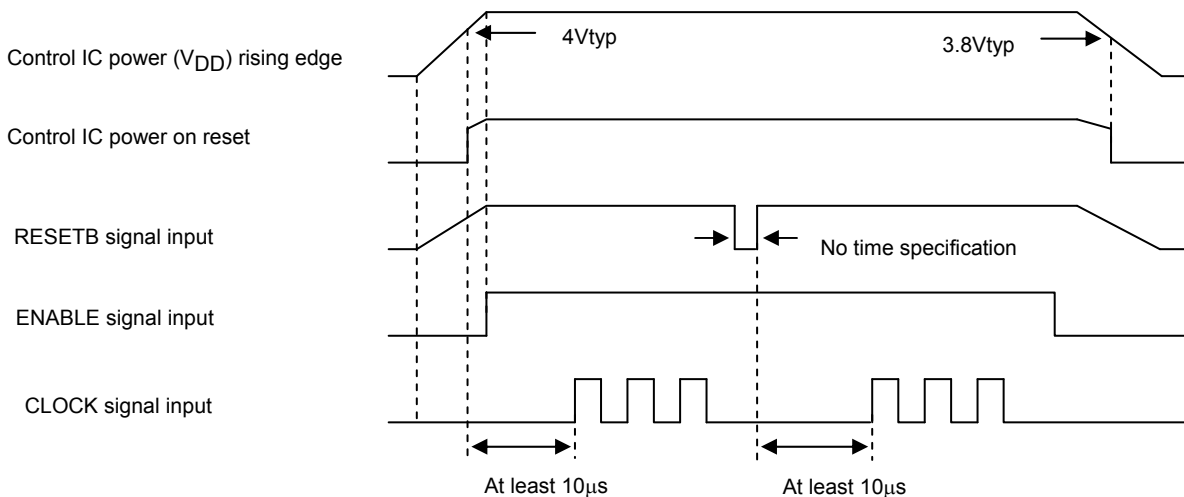 4Vtyp
3.8Vtyp
Control IC power (VDD) rising edge
Control IC power on reset
RESETB signal input
No time specification
ENABLE signal input
CLOCK signal input
At least 10μs
At least 10μs